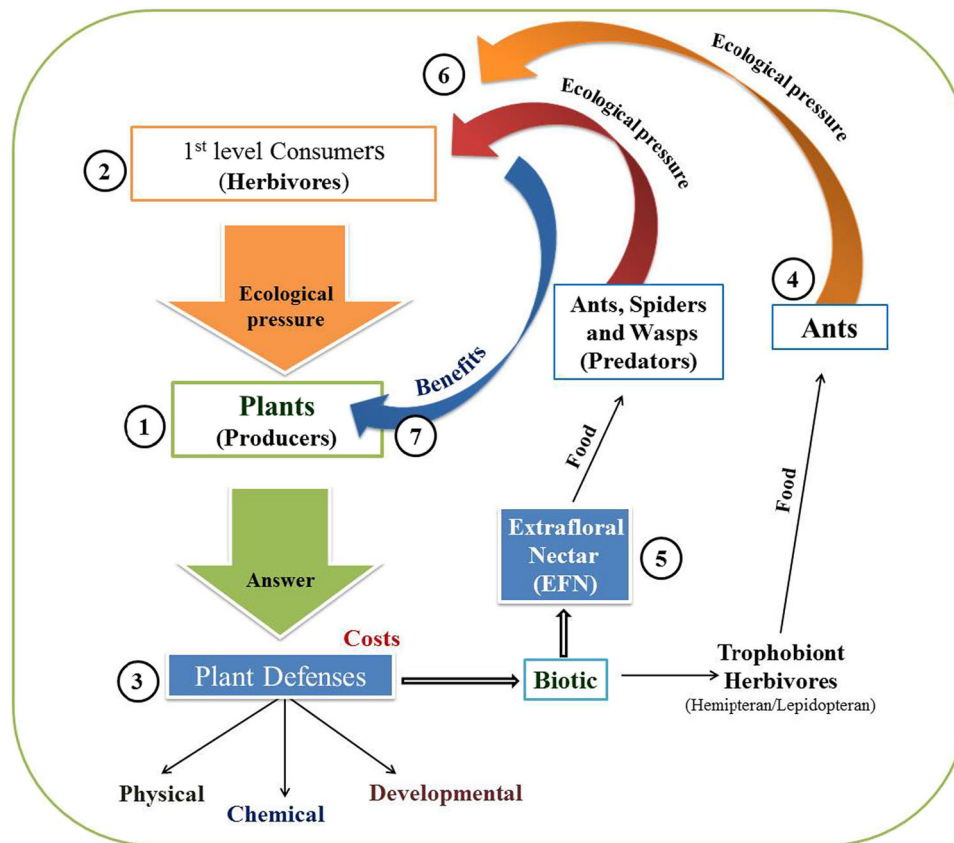 6
Ecological pressure
Ecological pressure
2
1st level Consumers
(Herbivores)
Ecological
pressure
4
Ants, Spiders
and Wasps
(Predators)
Ants
Benefits
1
Plants
(Producers)
7
Food
Food
Extrafloral
Nectar
(EFN)
5
Answer
Costs
3
Plant Defenses
Biotic
Trophobiont
Herbivores
(Hemipteran/Lepidopteran)
Physical
Chemical
Developmental